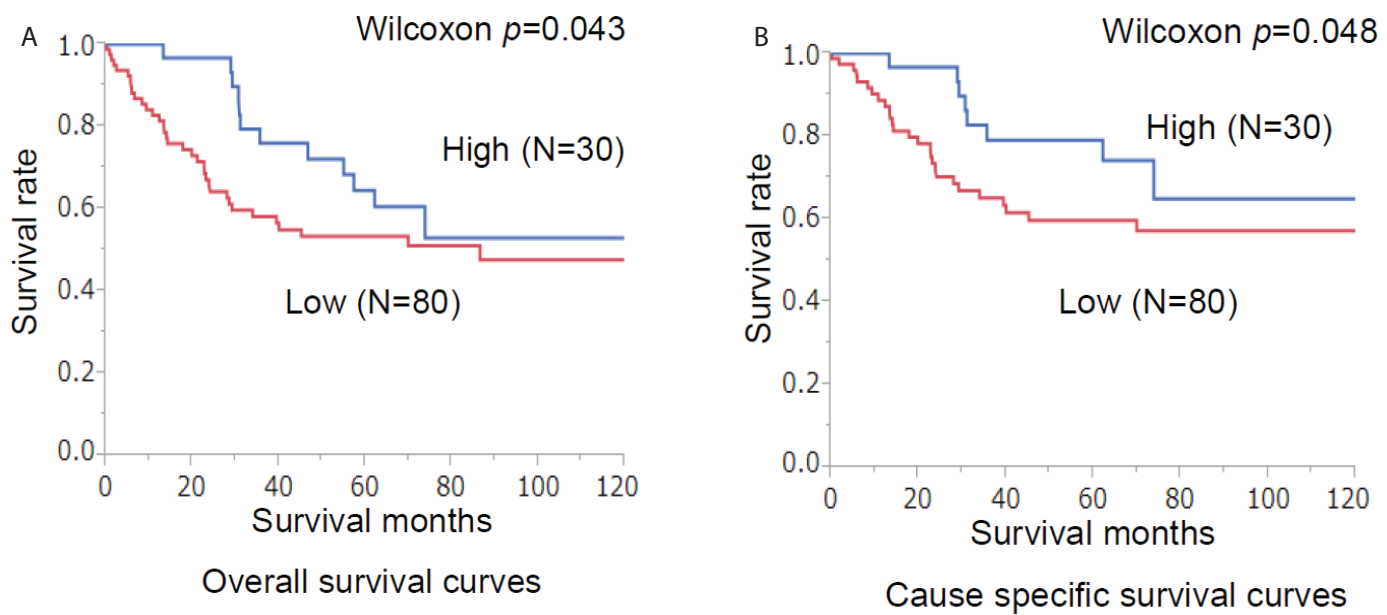 A
Wilcoxon p=0.043
1.0
0.8
0.6
0.4
0.2
0.0
Survival rate
High (N=30)
Low (N=80)
0 20 40 60 80 100 120
Survival months
Overall survival curves
B
Wilcoxon p=0.048
1.0
0.8
0.6
0.4
0.2
0.0
Survival rate
High (N=30)
Low (N=80)
0 20 40 60 80 100 120
Survival months
Cause specific survival curves